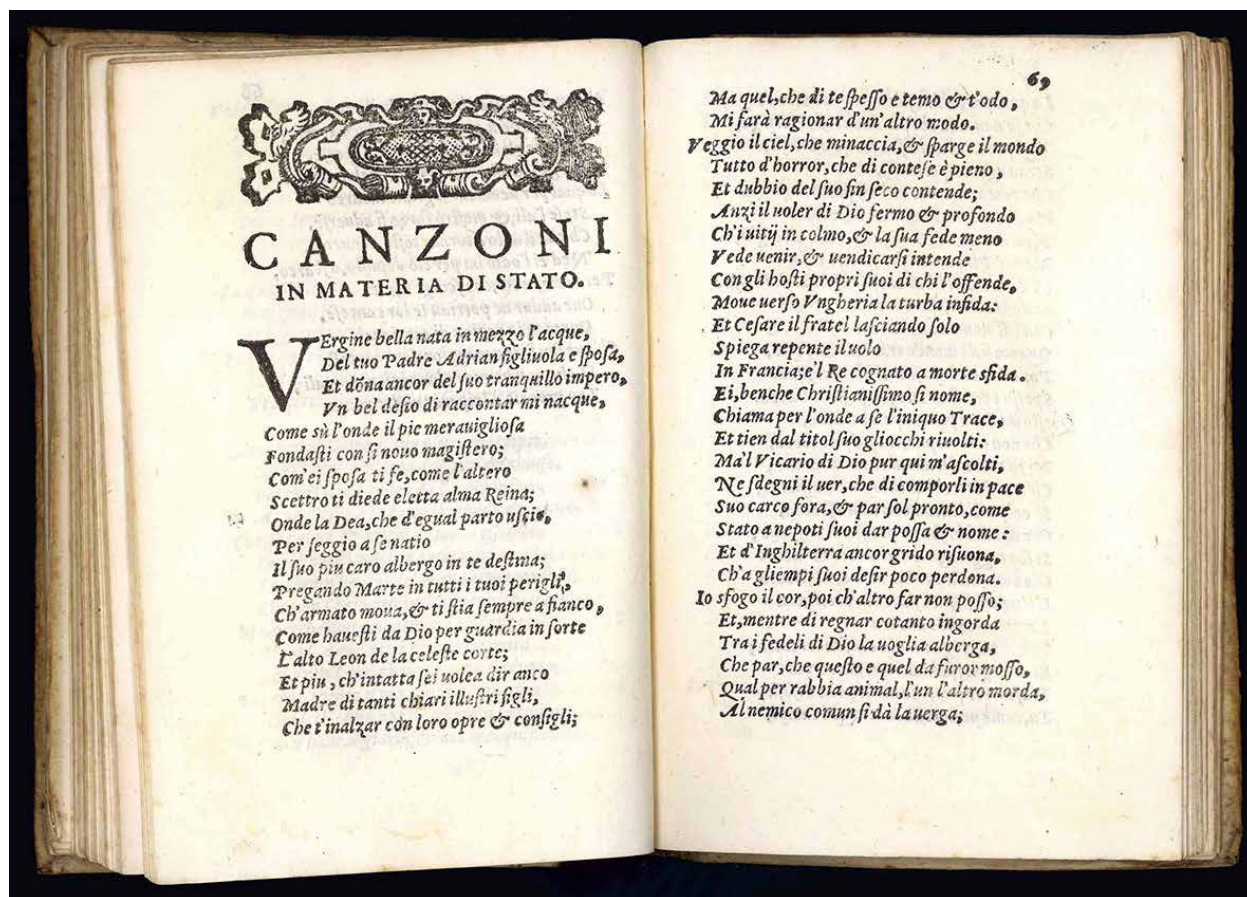 CANZONI
IN MATERIA DI STATO.
VErgine bella nata in mezzo l'acque,
Del tuo Padre Adrian figliuola e sposa,
Et dõna ancor del suo tranquillo impero,
Vn bel desio di raccontar mi nacque,
Come sù l'onde il pie merauigliosa
Fondasti con sì nouo magistero;
Com'ei sposa ti fe, come l'altero
Scettro ti diede eletta alma Reina;
Onde la Dea, che d'egual parto uscio,
Per seggio a se natio
Il suo piu caro albergo in te destina;
Pregando Marte in tutti i tuoi perigli,
Ch'armato moua, & ti stia sempre a fianco,
Come hauesti da Dio per guardia in sorte
L'alto Leon de la celeste corte;
Et piu, ch'intatta sei uolea dir anco
Madre di tanti chiari illustri figli,
Che t'inalzar con loro opre & consigli;
69
Ma quel, che di te spesso e temo & t'odo,
Mi farà ragionar d'un'altro modo.
Veggio il ciel, che minaccia, & sparge il mondo
Tutto d'horror, che di contese è pieno,
Et dubbio del suo fin seco contende;
Anzi il uoler di Dio fermo & profondo
Ch'i uitij in colmo, & la sua fede meno
Vede uenir, & uendicarsi intende
Con gli hosti propri suoi di chi l'offende,
Moue uerso Vngheria la turba infida:
Et Cesare il fratel lasciando solo
Spiega repente il uolo
In Francia; e'l Re cognato a morte sfida.
Ei, benche Christianissimo si nome,
Chiama per l'onde a se l'iniquo Trace,
Et tien dal titol suo gliocchi riuolti:
Ma'l Vicario di Dio pur qui m'ascolti,
Ne sdegni il uer, che di comporli in pace
Suo carco fora, & par sol pronto, come
Stato a nepoti suoi dar possa & nome:
Et d'Inghilterra ancor grido risuona,
Ch'a gliempi suoi desir poco perdona.
Io sfogo il cor, poi ch'altro far non posso;
Et, mentre di regnar cotanto ingorda
Tra i fedeli di Dio la uoglia alberga,
Che par, che questo e quel da furor mosso,
Qual per rabbia animal, l'un l'altro morda,
Al nemico comun si dà la uerga;